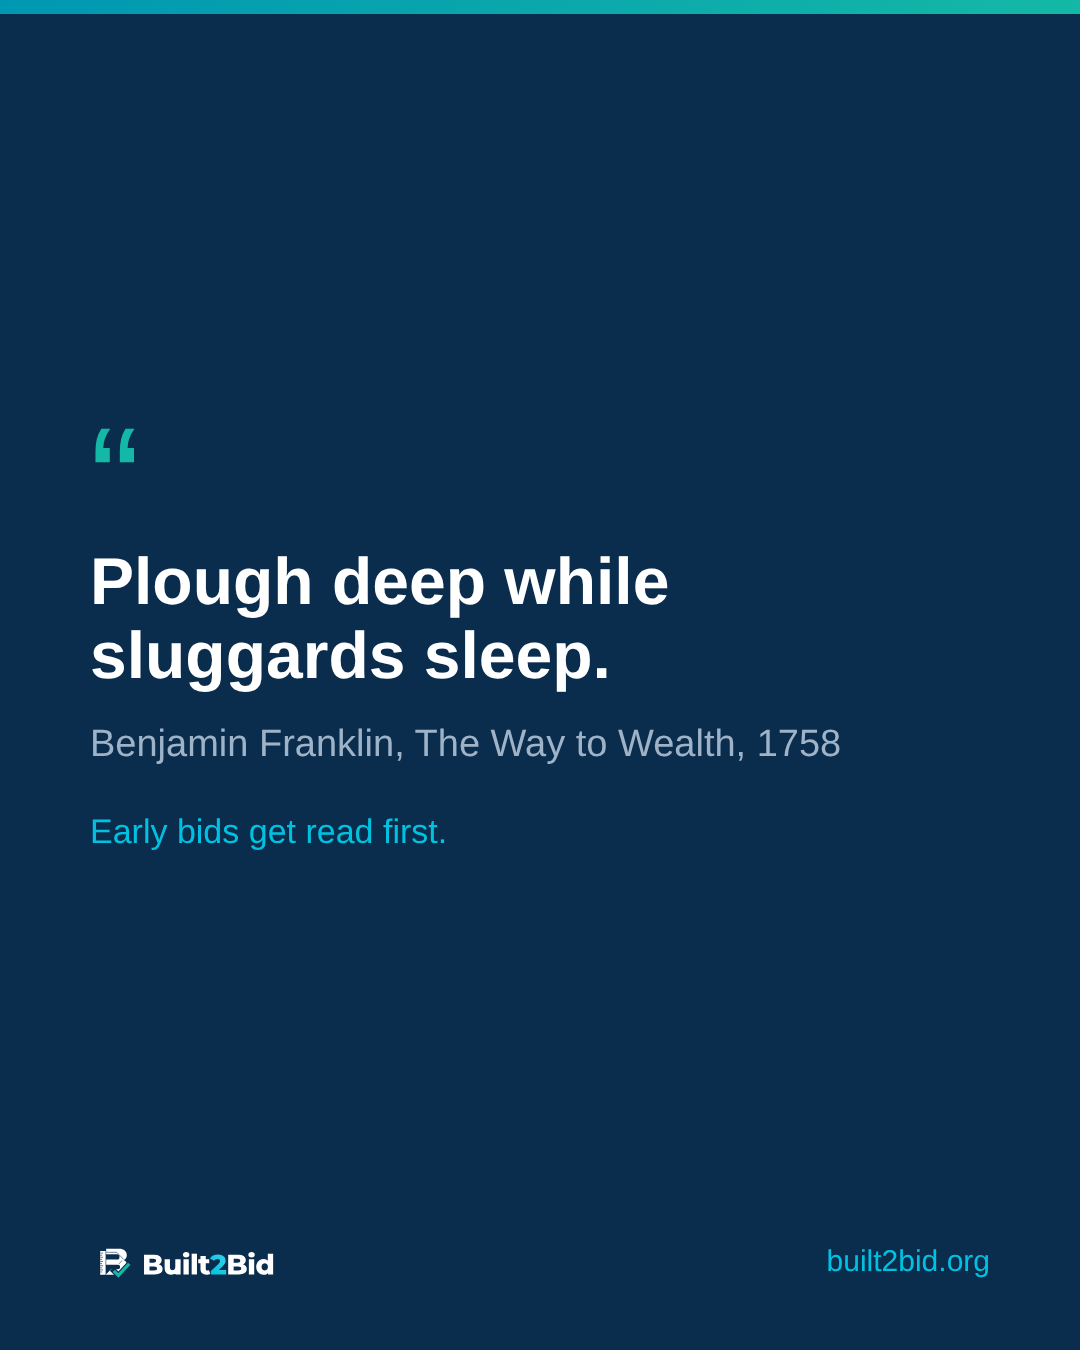 “
Plough deep while
sluggards sleep.
Benjamin Franklin, The Way to Wealth, 1758
Early bids get read first.
Built2Bid
built2bid.org